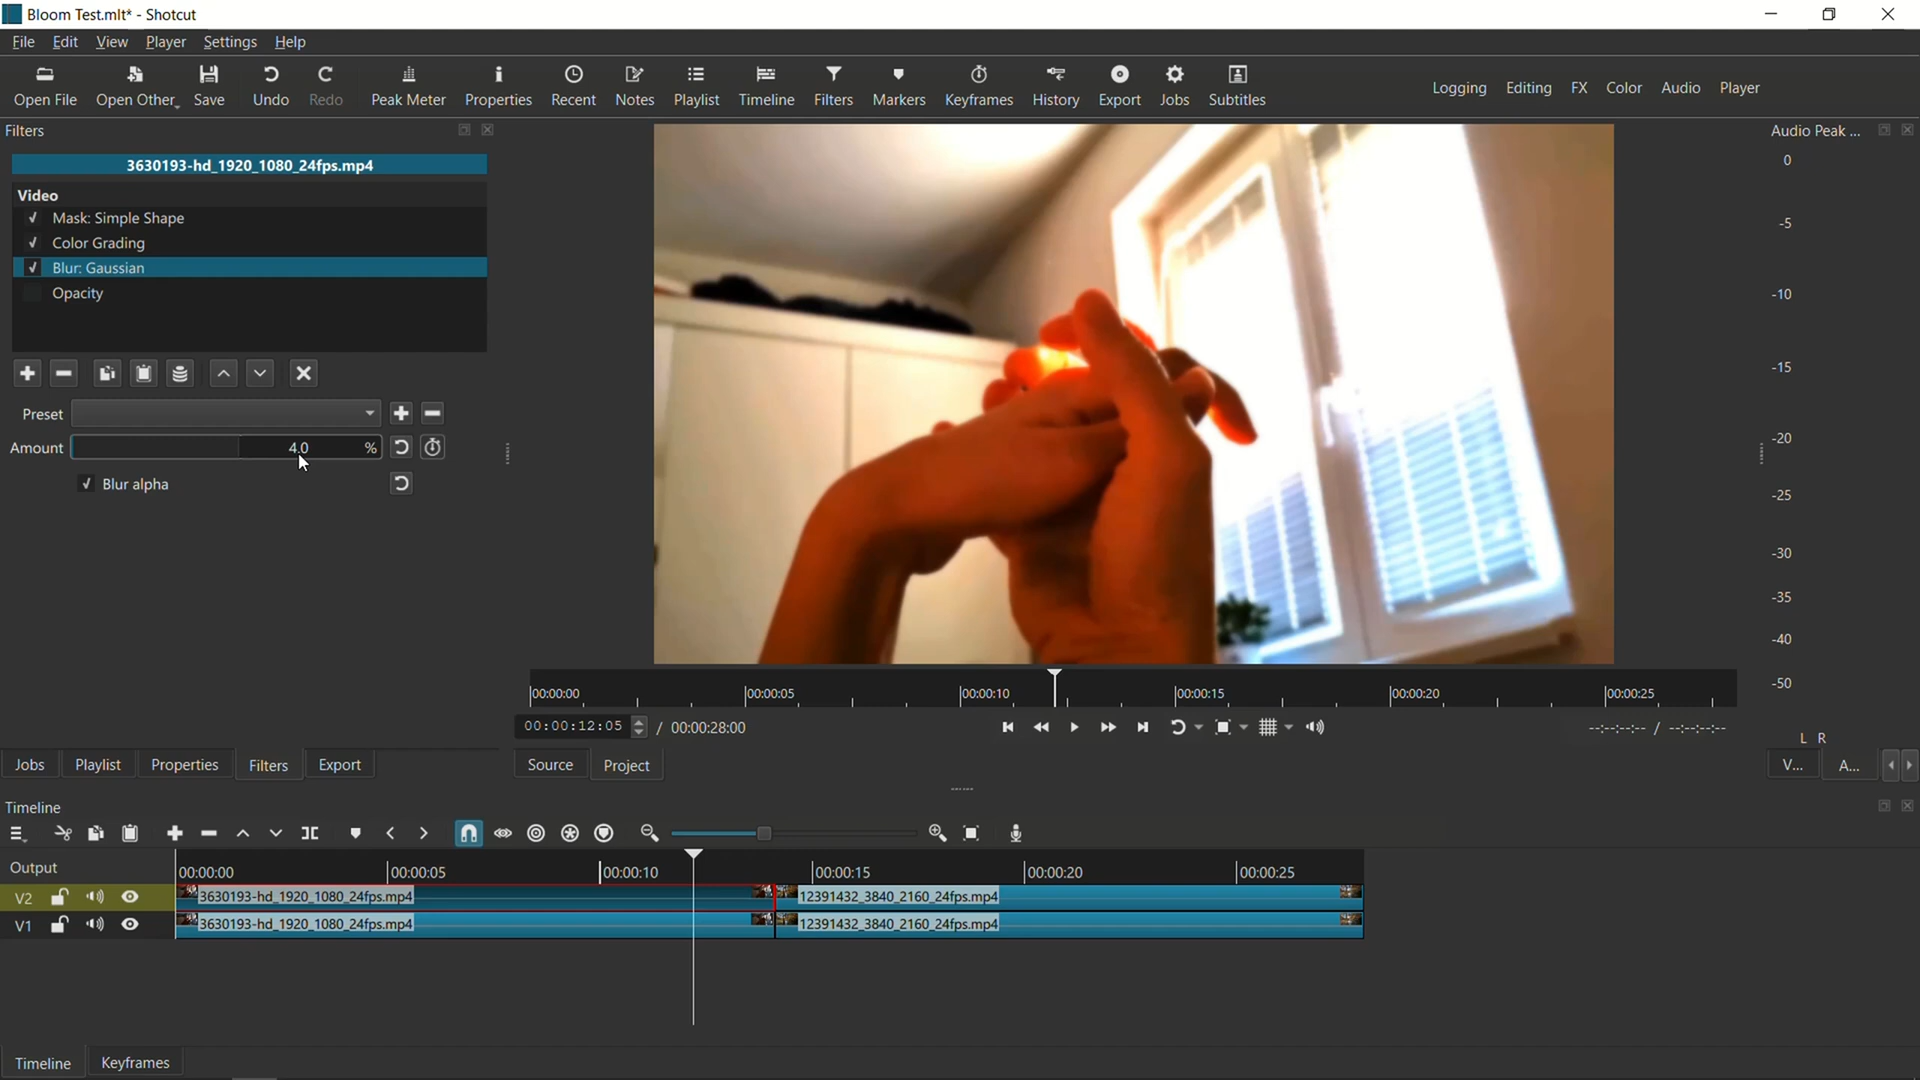 Bloom Test.mlt* - Shotcut
File Edit View Player Settings Help
Open File Open Other Save Undo Redo Peak Meter Properties Recent Notes Playlist Timeline Filters Markers Keyframes History Export Jobs Subtitles
Logging Editing FX Color Audio Player
Filters
3630193-hd_1920_1080_24fps.mp4
Video
Mask: Simple Shape
Color Grading
Blur: Gaussian
Opacity
Preset
Amount 4.0 %
Blur alpha
Audio Peak ...
0
-5
-10
-15
-20
-25
-30
-35
-40
-50
L R
00:00:00 00:00:05 00:00:10 00:00:15 00:00:20 00:00:25
00:00:12:05 / 00:00:28:00
--:--:--:-- / --:--:--:--
Jobs Playlist Properties Filters Export
Source Project
V... A...
Timeline
Output
00:00:00 00:00:05 00:00:10 00:00:15 00:00:20 00:00:25
V2 3630193-hd_1920_1080_24fps.mp4 12391432_3840_2160_24fps.mp4
V1 3630193-hd_1920_1080_24fps.mp4 12391432_3840_2160_24fps.mp4
Timeline Keyframes